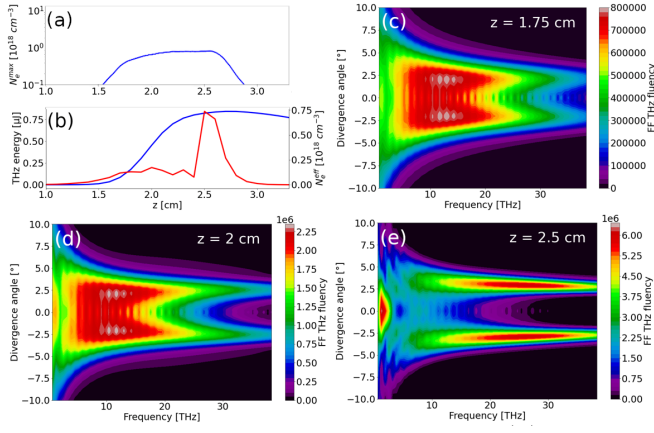 (a)
N_e^max [10^18 cm^-3]
10^1
10^0
10^-1
1.0 1.5 2.0 2.5 3.0
z [cm]
(b)
THz energy [µJ]
0.75
0.50
0.25
0.00
1.0 1.5 2.0 2.5 3.0
z [cm]
0.75
0.50
0.25
0.00
N_e^eff [10^18 cm^-3]
(c)
z = 1.75 cm
Divergence angle [°]
10.0
7.5
5.0
2.5
0.0
−2.5
−5.0
−7.5
−10.0
10 20 30
Frequency [THz]
800000
700000
600000
500000
400000
300000
200000
100000
0
FF THz fluency
(d)
z = 2 cm
Divergence angle [°]
10.0
7.5
5.0
2.5
0.0
−2.5
−5.0
−7.5
−10.0
10 20 30
Frequency [THz]
1e6
2.25
2.00
1.75
1.50
1.25
1.00
0.75
0.50
0.25
0.00
FF THz fluency
(e)
z = 2.5 cm
Divergence angle [°]
10.0
7.5
5.0
2.5
0.0
−2.5
−5.0
−7.5
−10.0
10 20 30
Frequency [THz]
1e6
6.00
5.00
4.00
3.00
2.00
1.00
0.00
FF THz fluency